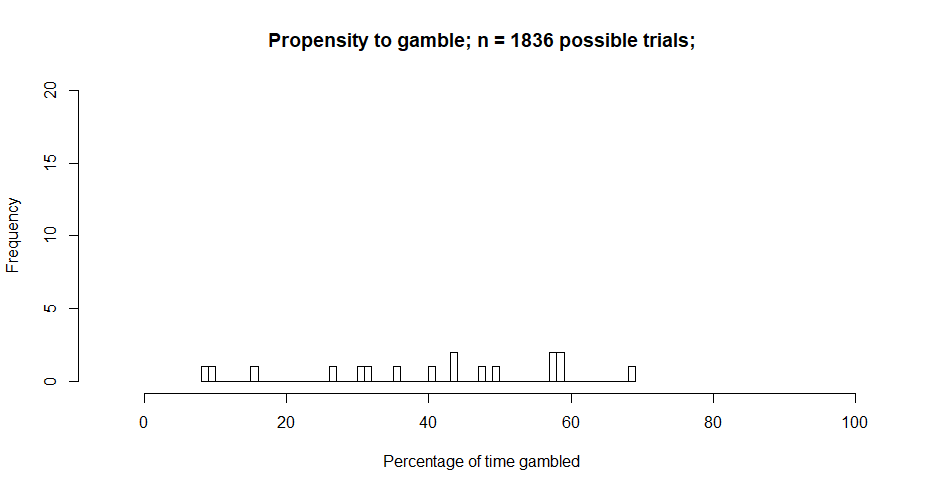 Propensity to gamble; n = 1836 possible trials;
20
15
10
5
0
Frequency
0 20 40 60 80 100
Percentage of time gambled